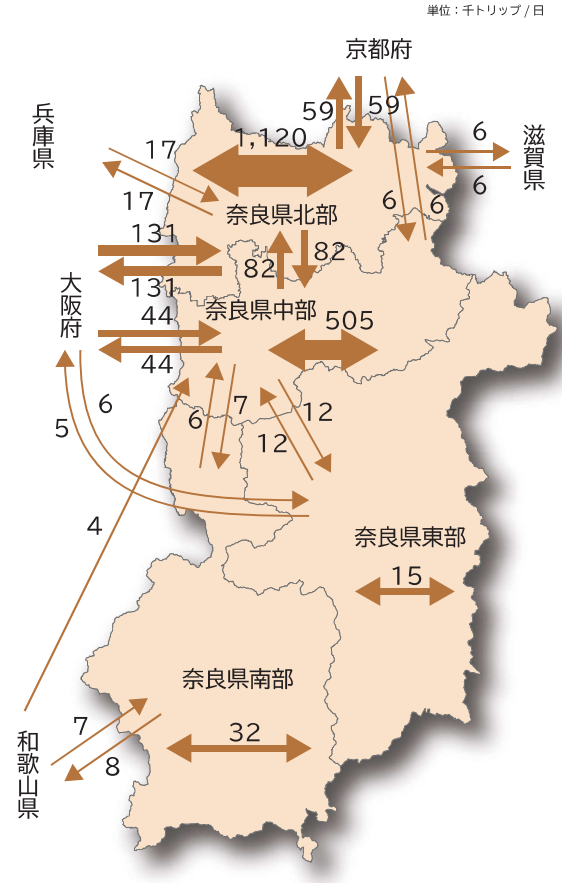 単位：千トリップ / 日
京都府
兵庫県
59
59
1,120
17
6
滋賀県
6
17
6
6
奈良県北部
131
82
82
131
大阪府
奈良県中部
44
505
44
6
7
12
6
5
12
4
奈良県東部
15
奈良県南部
7
32
和歌山県
8